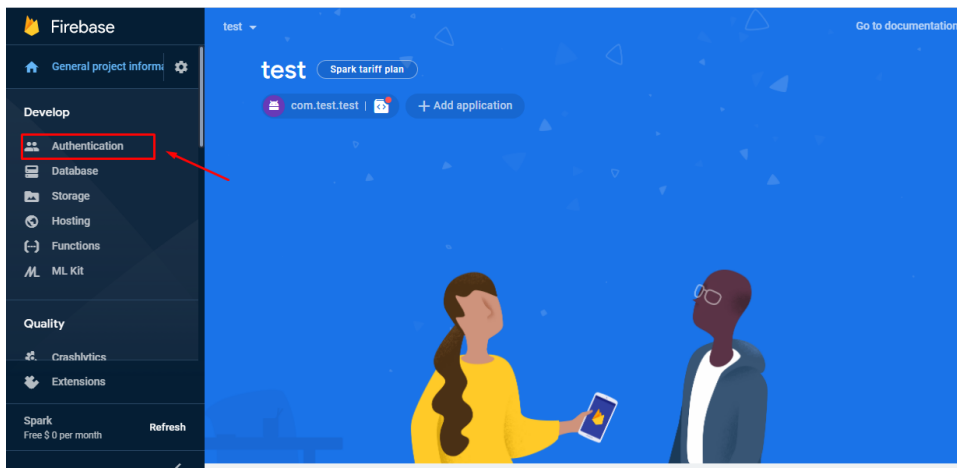 Firebase
General project informa
Develop
Authentication
Database
Storage
Hosting
Functions
ML Kit
Quality
Crashlytics
Extensions
Spark
Free $ 0 per month
Refresh
test
Go to documentation
test
Spark tariff plan
com.test.test
+ Add application